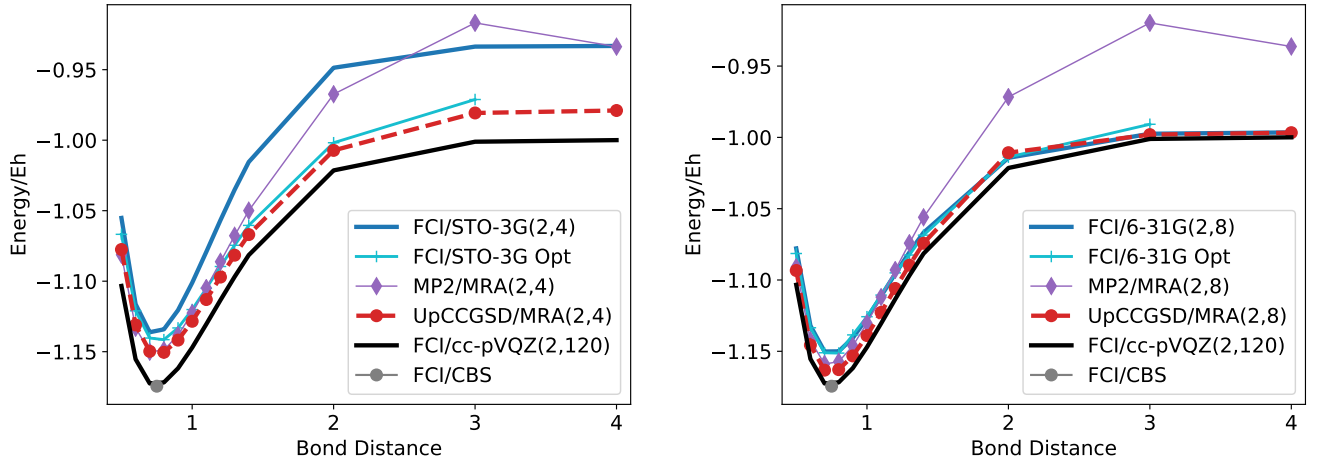 −0.95
−1.00
−1.05
−1.10
−1.15
Energy/Eh
1
2
3
4
Bond Distance
FCI/STO-3G(2,4)
FCI/STO-3G Opt
MP2/MRA(2,4)
UpCCGSD/MRA(2,4)
FCI/cc-pVQZ(2,120)
FCI/CBS
−0.95
−1.00
−1.05
−1.10
−1.15
Energy/Eh
1
2
3
4
Bond Distance
FCI/6-31G(2,8)
FCI/6-31G Opt
MP2/MRA(2,8)
UpCCGSD/MRA(2,8)
FCI/cc-pVQZ(2,120)
FCI/CBS